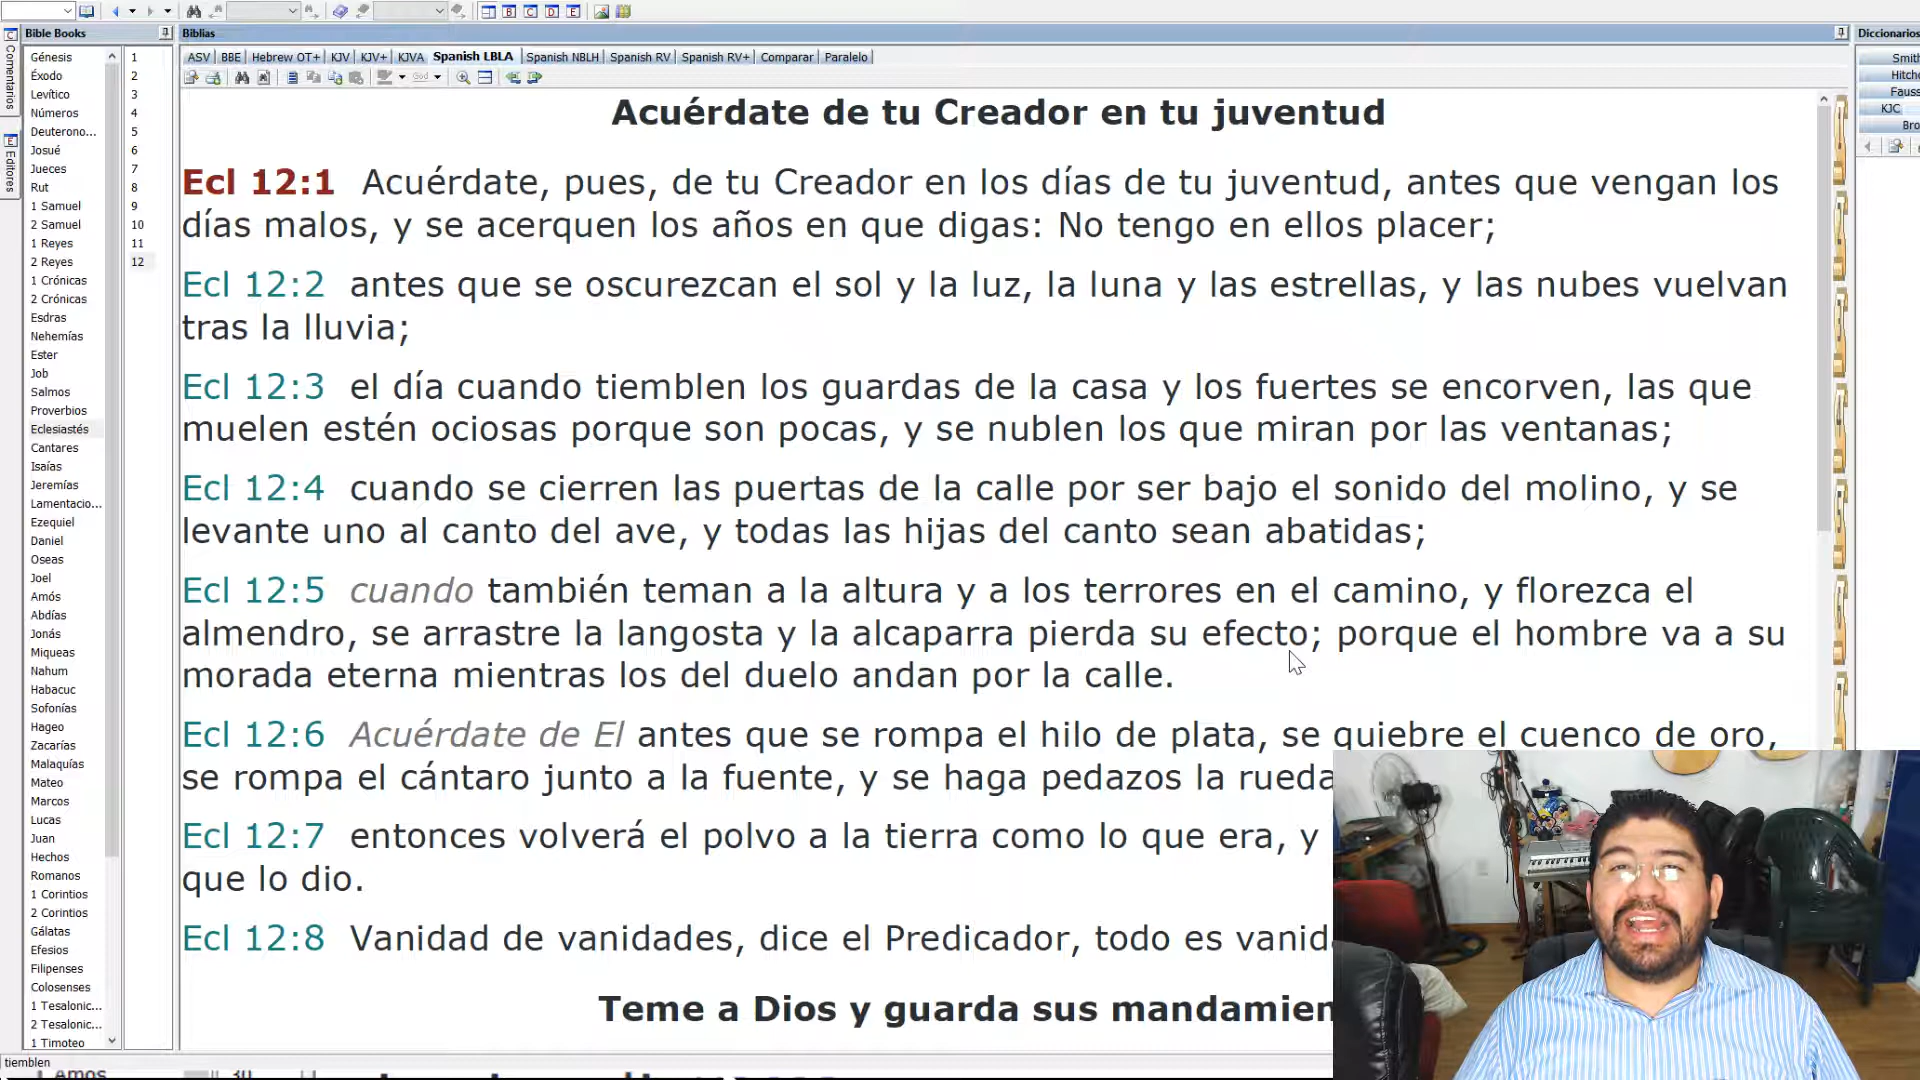 Bible Books
Biblias
Diccionarios
Comentarios
Editores
ASV BBE Hebrew OT+ KJV KJV+ KJVA Spanish LBLA Spanish NBLH Spanish RV Spanish RV+ Comparar Paralelo
Génesis 1
Éxodo 2
Levítico 3
Números 4
Deuterono... 5
Josué 6
Jueces 7
Rut 8
1 Samuel 9
2 Samuel 10
1 Reyes 11
2 Reyes 12
1 Crónicas
2 Crónicas
Esdras
Nehemías
Ester
Job
Salmos
Proverbios
Eclesiastés
Cantares
Isaías
Jeremías
Lamentacio...
Ezequiel
Daniel
Oseas
Joel
Amós
Abdías
Jonás
Miqueas
Nahum
Habacuc
Sofonías
Hageo
Zacarías
Malaquías
Mateo
Marcos
Lucas
Juan
Hechos
Romanos
1 Corintios
2 Corintios
Gálatas
Efesios
Filipenses
Colosenses
1 Tesalonic...
2 Tesalonic...
1 Timoteo
Acuérdate de tu Creador en tu juventud
Ecl 12:1 Acuérdate, pues, de tu Creador en los días de tu juventud, antes que vengan los
días malos, y se acerquen los años en que digas: No tengo en ellos placer;
Ecl 12:2 antes que se oscurezcan el sol y la luz, la luna y las estrellas, y las nubes vuelvan
tras la lluvia;
Ecl 12:3 el día cuando tiemblen los guardas de la casa y los fuertes se encorven, las que
muelen estén ociosas porque son pocas, y se nublen los que miran por las ventanas;
Ecl 12:4 cuando se cierren las puertas de la calle por ser bajo el sonido del molino, y se
levante uno al canto del ave, y todas las hijas del canto sean abatidas;
Ecl 12:5 cuando también teman a la altura y a los terrores en el camino, y florezca el
almendro, se arrastre la langosta y la alcaparra pierda su efecto; porque el hombre va a su
morada eterna mientras los del duelo andan por la calle.
Ecl 12:6 Acuérdate de El antes que se rompa el hilo de plata, se quiebre el cuenco de oro,
se rompa el cántaro junto a la fuente, y se haga pedazos la rueda
Ecl 12:7 entonces volverá el polvo a la tierra como lo que era, y
que lo dio.
Ecl 12:8 Vanidad de vanidades, dice el Predicador, todo es vanid
Teme a Dios y guarda sus mandamien
Smith
Hitchc
Fauss
KJC
Bro
tiemblen
Amós 30